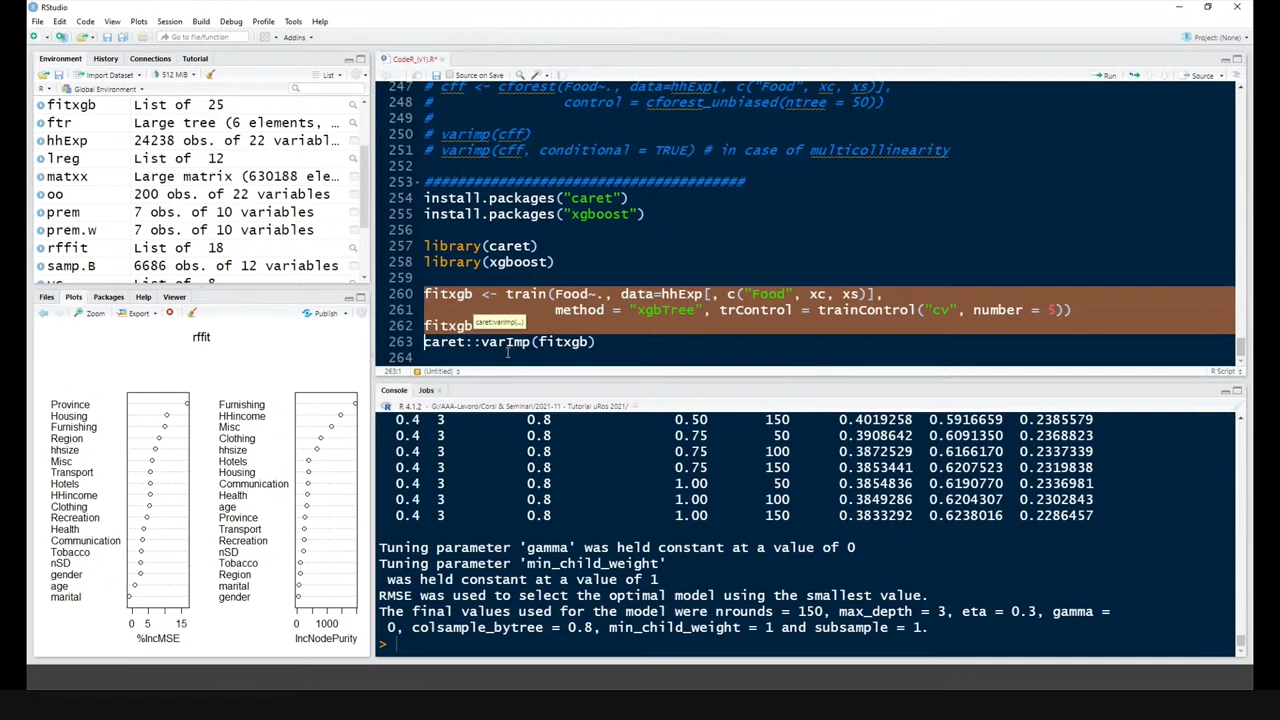 RStudio
File Edit Code View Plots Session Build Debug Profile Tools Help
Go to file/function
Addins
Project: (None)
Environment History Connections Tutorial
Import Dataset 512 MiB List
R Global Environment
fitxgb List of 25
ftr Large tree (6 elements, ...
hhExp 24238 obs. of 22 variabl...
lreg List of 12
matxx Large matrix (630188 ele...
oo 200 obs. of 22 variables
prem 7 obs. of 10 variables
prem.w 7 obs. of 10 variables
rffit List of 18
samp.B 6686 obs. of 12 variables
Files Plots Packages Help Viewer
Zoom Export Publish
rffit
Province
Housing
Furnishing
Region
hhsize
Misc
Transport
Hotels
HHincome
Clothing
Recreation
Health
Communication
Tobacco
nSD
gender
age
marital
0 5 15
%IncMSE
Furnishing
HHincome
Misc
Clothing
hhsize
Hotels
Housing
Communication
Health
age
Province
Transport
Recreation
nSD
Tobacco
Region
marital
gender
0 1000
IncNodePurity
CodeR_(v1).R*
Source on Save Run Source
247 # cff <- cforest(Food~., data=hhExp[, c("Food", xc, xs)],
248 # control = cforest_unbiased(ntree = 50))
249 #
250 # varimp(cff)
251 # varimp(cff, conditional = TRUE) # in case of multicollinearity
252
253 #######################################
254 install.packages("caret")
255 install.packages("xgboost")
256
257 library(caret)
258 library(xgboost)
259
260 fitxgb <- train(Food~., data=hhExp[, c("Food", xc, xs)],
261 method = "xgbTree", trControl = trainControl("cv", number = 5))
262 fitxgb
caret::varImp(...)
263 caret::varImp(fitxgb)
264
263:1 (Untitled) R Script
Console Jobs
R 4.1.2 · G:/AAA-Lavoro/Corsi & Seminari/2021-11 - Tutorial uRos 2021/
0.4 3 0.8 0.50 150 0.4019258 0.5916659 0.2385579
0.4 3 0.8 0.75 50 0.3908642 0.6091350 0.2368823
0.4 3 0.8 0.75 100 0.3872529 0.6166170 0.2337339
0.4 3 0.8 0.75 150 0.3853441 0.6207523 0.2319838
0.4 3 0.8 1.00 50 0.3854836 0.6190770 0.2336981
0.4 3 0.8 1.00 100 0.3849286 0.6204307 0.2302843
0.4 3 0.8 1.00 150 0.3833292 0.6238016 0.2286457
Tuning parameter 'gamma' was held constant at a value of 0
Tuning parameter 'min_child_weight'
was held constant at a value of 1
RMSE was used to select the optimal model using the smallest value.
The final values used for the model were nrounds = 150, max_depth = 3, eta = 0.3, gamma =
0, colsample_bytree = 0.8, min_child_weight = 1 and subsample = 1.
>